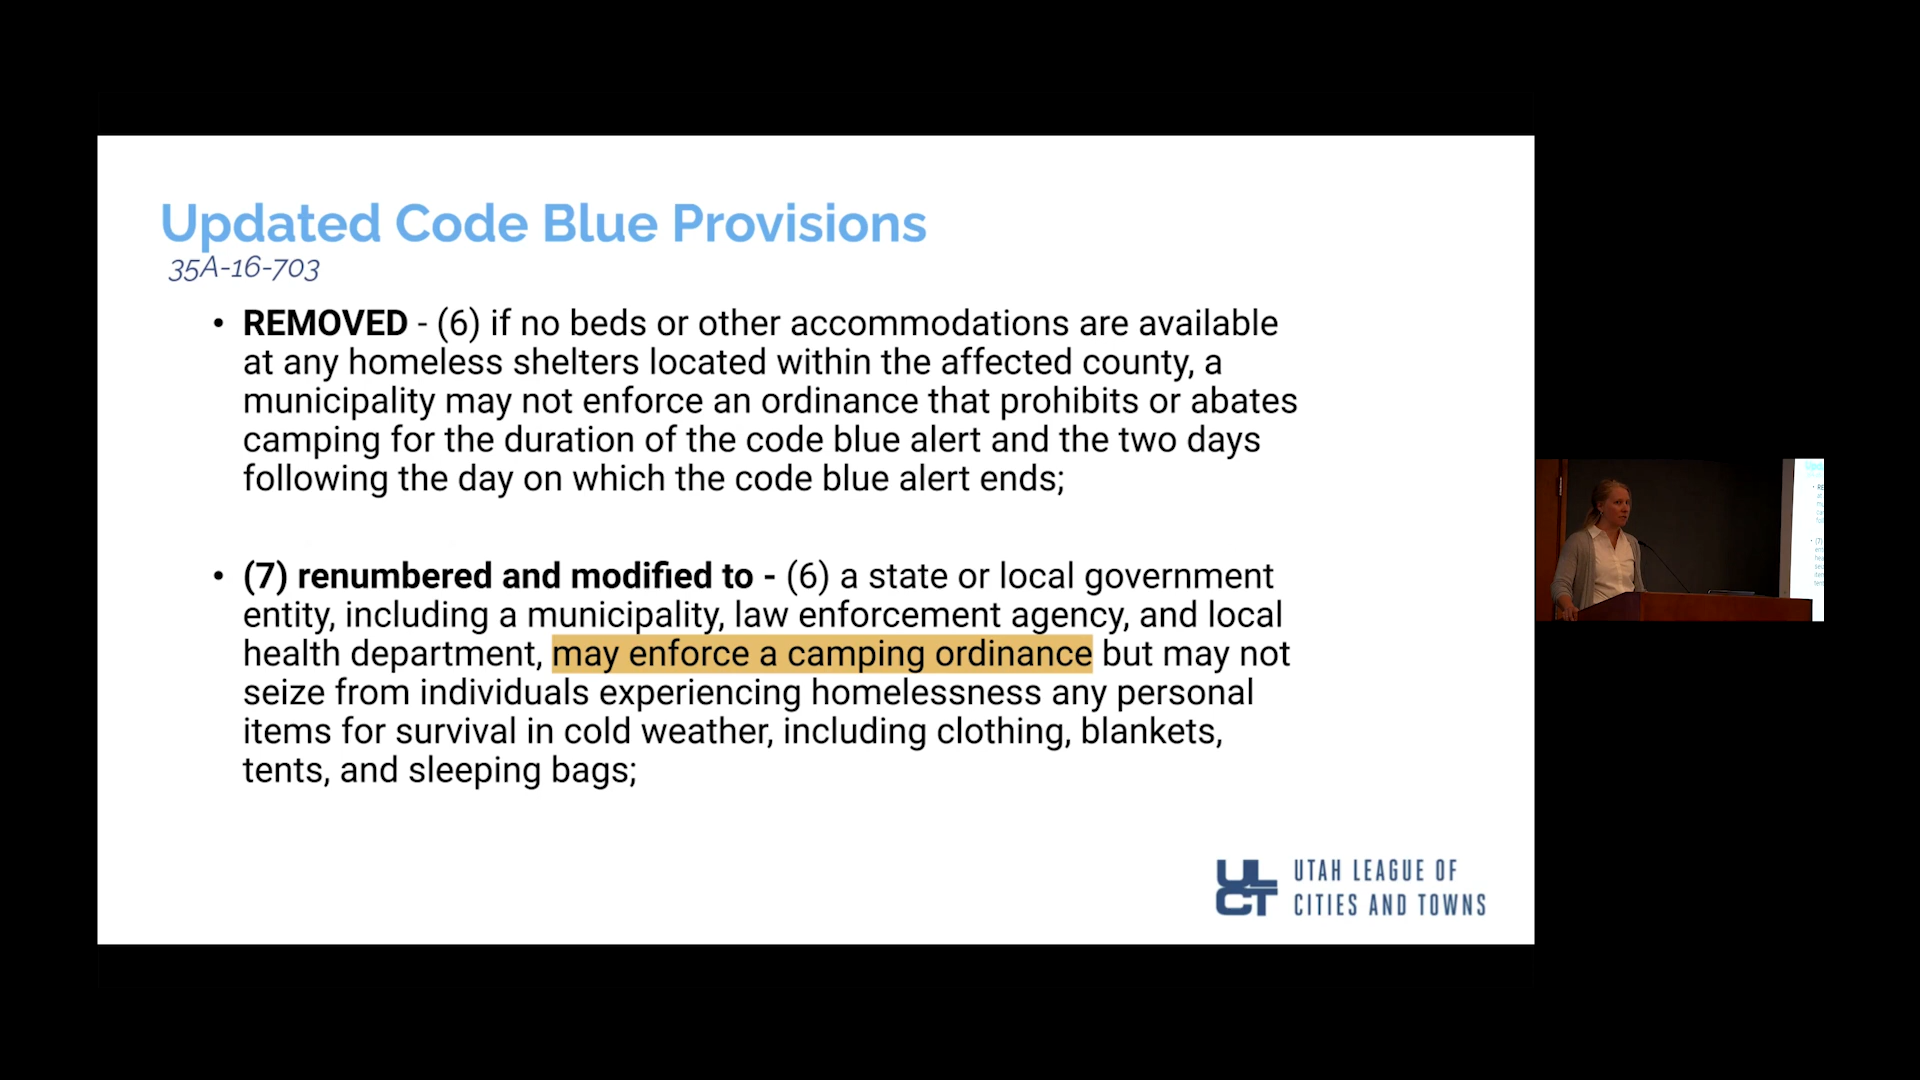 Updated Code Blue Provisions
35A-16-703
• REMOVED - (6) if no beds or other accommodations are available
at any homeless shelters located within the affected county, a
municipality may not enforce an ordinance that prohibits or abates
camping for the duration of the code blue alert and the two days
following the day on which the code blue alert ends;
• (7) renumbered and modified to - (6) a state or local government
entity, including a municipality, law enforcement agency, and local
health department, may enforce a camping ordinance but may not
seize from individuals experiencing homelessness any personal
items for survival in cold weather, including clothing, blankets,
tents, and sleeping bags;
ULCT
UTAH LEAGUE OF
CITIES AND TOWNS